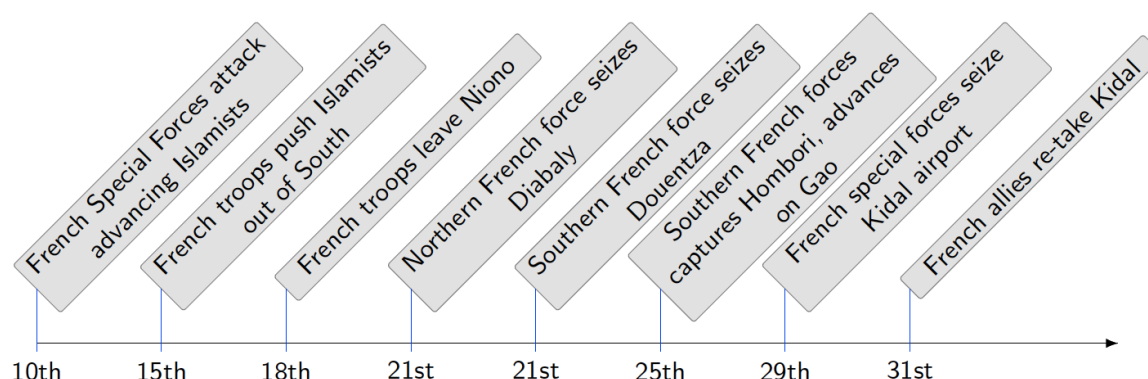 French Special Forces attack
advancing Islamists
French troops push Islamists
out of South
French troops leave Niono
Northern French force seizes
Diabaly
Southern French force seizes
Douentza
Southern French forces
captures Hombori, advances
on Gao
French special forces seize
Kidal airport
French allies re-take Kidal
10th 15th 18th 21st 21st 25th 29th 31st